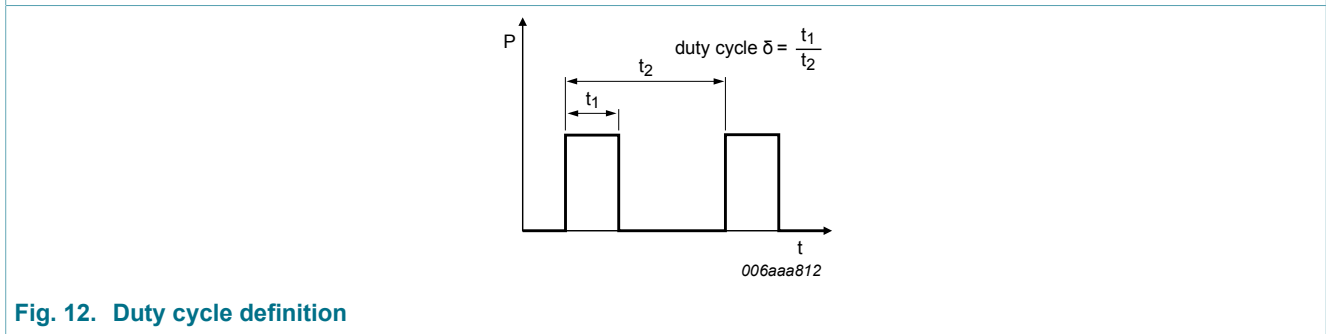 P
duty cycle δ = t1
t2
t2
t1
t
006aaa812
Fig. 12. Duty cycle definition